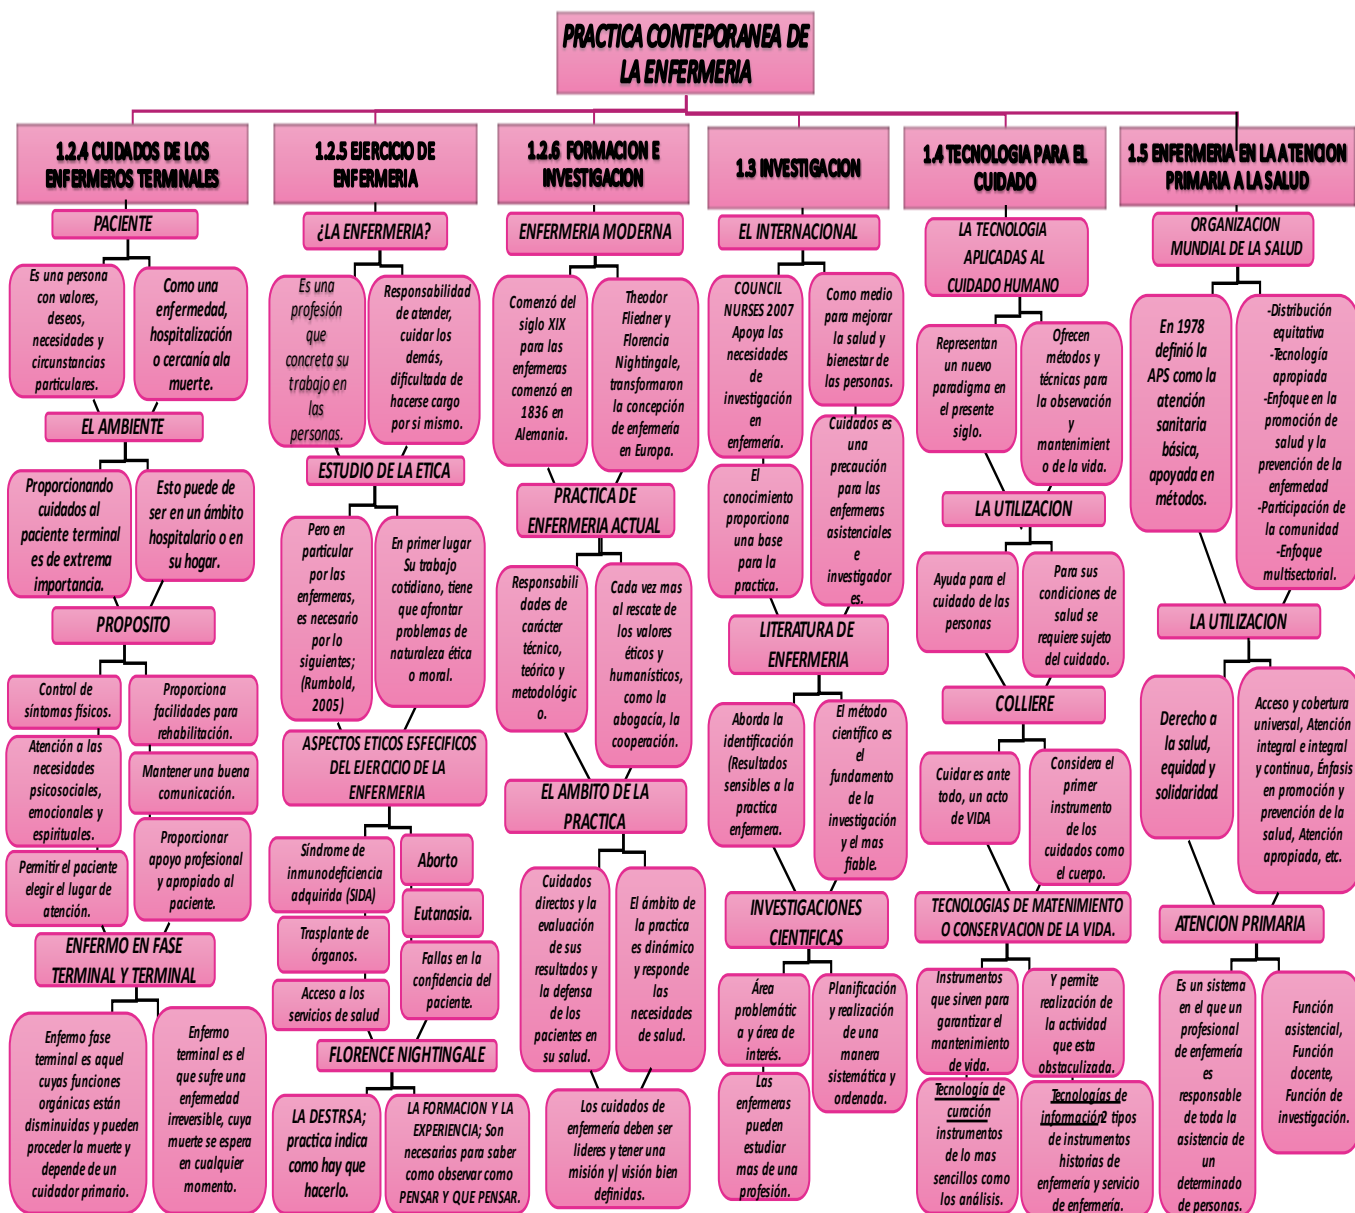 PRACTICA CONTEPORANEA DE
LA ENFERMERIA
1.2.4 CUIDADOS DE LOS
ENFERMEROS TERMINALES
PACIENTE
Es una persona
con valores,
deseos,
necesidades y
circunstancias
particulares.
Como una
enfermedad,
hospitalización
o cercanía ala
muerte.
EL AMBIENTE
Proporcionando
cuidados al
paciente terminal
es de extrema
importancia.
Esto puede de
ser en un ámbito
hospitalario o en
su hogar.
PROPOSITO
Control de
síntomas físicos.
Proporciona
facilidades para
rehabilitación.
Atención a las
necesidades
psicosociales,
emocionales y
espirituales.
Mantener una buena
comunicación.
Permitir el paciente
elegir el lugar de
atención.
Proporcionar
apoyo profesional
y apropiado al
paciente.
ENFERMO EN FASE
TERMINAL Y TERMINAL
Enfermo fase
terminal es aquel
cuyas funciones
orgánicas están
disminuidas y pueden
proceder la muerte y
depende de un
cuidador primario.
Enfermo
terminal es el
que sufre una
enfermedad
irreversible, cuya
muerte se espera
en cualquier
momento.
1.2.5 EJERCICIO DE
ENFERMERIA
¿LA ENFERMERIA?
Es una
profesión
que
concreta su
trabajo en
las
personas.
Responsabilidad
de atender,
cuidar los
demás,
dificultada de
hacerse cargo
por si mismo.
ESTUDIO DE LA ETICA
Pero en
particular
por las
enfermeras,
es necesario
por lo
siguientes;
(Rumbold,
2005)
En primer lugar
Su trabajo
cotidiano, tiene
que afrontar
problemas de
naturaleza ética
o moral.
ASPECTOS ETICOS ESFECIFICOS
DEL EJERCICIO DE LA
ENFERMERIA
Síndrome de
inmunodeficiencia
adquirida (SIDA)
Aborto
Trasplante de
órganos.
Eutanasia.
Acceso a los
servicios de salud
Fallas en la
confidencia del
paciente.
FLORENCE NIGHTINGALE
LA DESTRSA;
practica indica
como hay que
hacerlo.
LA FORMACION Y LA
EXPERIENCIA; Son
necesarias para saber
como observar como
PENSAR Y QUE PENSAR.
1.2.6 FORMACION E
INVESTIGACION
ENFERMERIA MODERNA
Comenzó del
siglo XIX
para las
enfermeras
comenzó en
1836 en
Alemania.
Theodor
Fliedner y
Florencia
Nightingale,
transformaron
la concepción
de enfermería
en Europa.
PRACTICA DE
ENFERMERIA ACTUAL
Responsabili
dades de
carácter
técnico,
teórico y
metodológic
o.
Cada vez mas
al rescate de
los valores
éticos y
humanísticos,
como la
abogacía, la
cooperación.
EL AMBITO DE LA
PRACTICA
Cuidados
directos y la
evaluación
de sus
resultados y
la defensa
de los
pacientes en
su salud.
El ámbito de
la practica
es dinámico
y responde
las
necesidades
de salud.
Los cuidados de
enfermería deben ser
lideres y tener una
misión y| visión bien
definidas.
1.3 INVESTIGACION
EL INTERNACIONAL
COUNCIL
NURSES 2007
Apoya las
necesidades
de
investigación
en
enfermería.
Como medio
para mejorar
la salud y
bienestar de
las personas.
El
conocimiento
proporciona
una base
para la
practica.
Cuidados es
una
precaución
para las
enfermeras
asistenciales
e
investigador
es.
LITERATURA DE
ENFERMERIA
Aborda la
identificación
(Resultados
sensibles a la
practica
enfermera.
El método
científico es
el
fundamento
de la
investigación
y el mas
fiable.
INVESTIGACIONES
CIENTIFICAS
Área
problemátic
a y área de
interés.
Planificación
y realización
de una
manera
sistemática y
ordenada.
Las
enfermeras
pueden
estudiar
mas de una
profesión.
1.4 TECNOLOGIA PARA EL
CUIDADO
LA TECNOLOGIA
APLICADAS AL
CUIDADO HUMANO
Representan
un nuevo
paradigma en
el presente
siglo.
Ofrecen
métodos y
técnicas para
la observación
y
mantenimient
o de la vida.
LA UTILIZACION
Ayuda para el
cuidado de las
personas
Para sus
condiciones de
salud se
requiere sujeto
del cuidado.
COLLIERE
Cuidar es ante
todo, un acto
de VIDA
Considera el
primer
instrumento
de los
cuidados como
el cuerpo.
TECNOLOGIAS DE MATENIMIENTO
O CONSERVACION DE LA VIDA.
Instrumentos
que sirven para
garantizar el
mantenimiento
de vida.
Y permite
realización de
la actividad
que esta
obstaculizada.
Tecnología de
curación
instrumentos
de lo mas
sencillos como
los análisis.
Tecnologías de
información2 tipos
de instrumentos
historias de
enfermería y servicio
de enfermería.
1.5 ENFERMERIA EN LA ATENCION
PRIMARIA A LA SALUD
ORGANIZACION
MUNDIAL DE LA SALUD
En 1978
definió la
APS como la
atención
sanitaria
básica,
apoyada en
métodos.
-Distribución
equitativa
-Tecnología
apropiada
-Enfoque en la
promoción de
salud y la
prevención de la
enfermedad
-Participación de
la comunidad
-Enfoque
multisectorial.
LA UTILIZACION
Derecho a
la salud,
equidad y
solidaridad.
Acceso y cobertura
universal, Atención
integral e integral
y continua, Énfasis
en promoción y
prevención de la
salud, Atención
apropiada, etc.
ATENCION PRIMARIA
Es un sistema
en el que un
profesional
de enfermería
es
responsable
de toda la
asistencia de
un
determinado
de personas.
Función
asistencial,
Función
docente,
Función de
investigación.